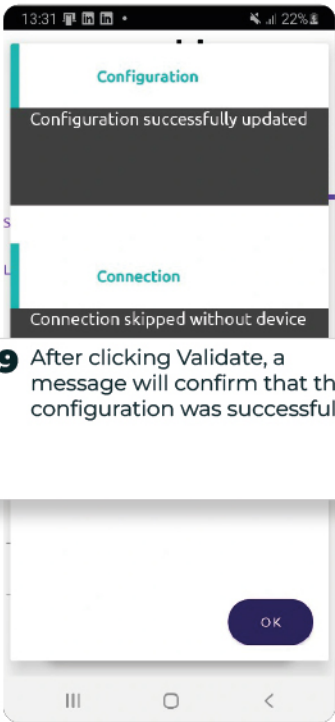 13:31 22%
Configuration
Configuration successfully updated
S
L
Connection
Connection skipped without device
9 After clicking Validate, a
message will confirm that th
configuration was successful
OK